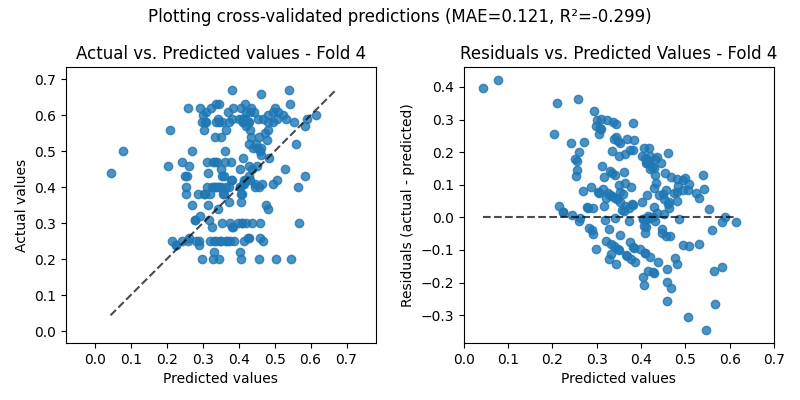 Plotting cross-validated predictions (MAE=0.121, R²=-0.299)
Actual vs. Predicted values - Fold 4
Actual values
0.7
0.6
0.5
0.4
0.3
0.2
0.1
0.0
0.0 0.1 0.2 0.3 0.4 0.5 0.6 0.7
Predicted values
Residuals vs. Predicted Values - Fold 4
Residuals (actual - predicted)
0.4
0.3
0.2
0.1
0.0
−0.1
−0.2
−0.3
0.0 0.1 0.2 0.3 0.4 0.5 0.6 0.7
Predicted values